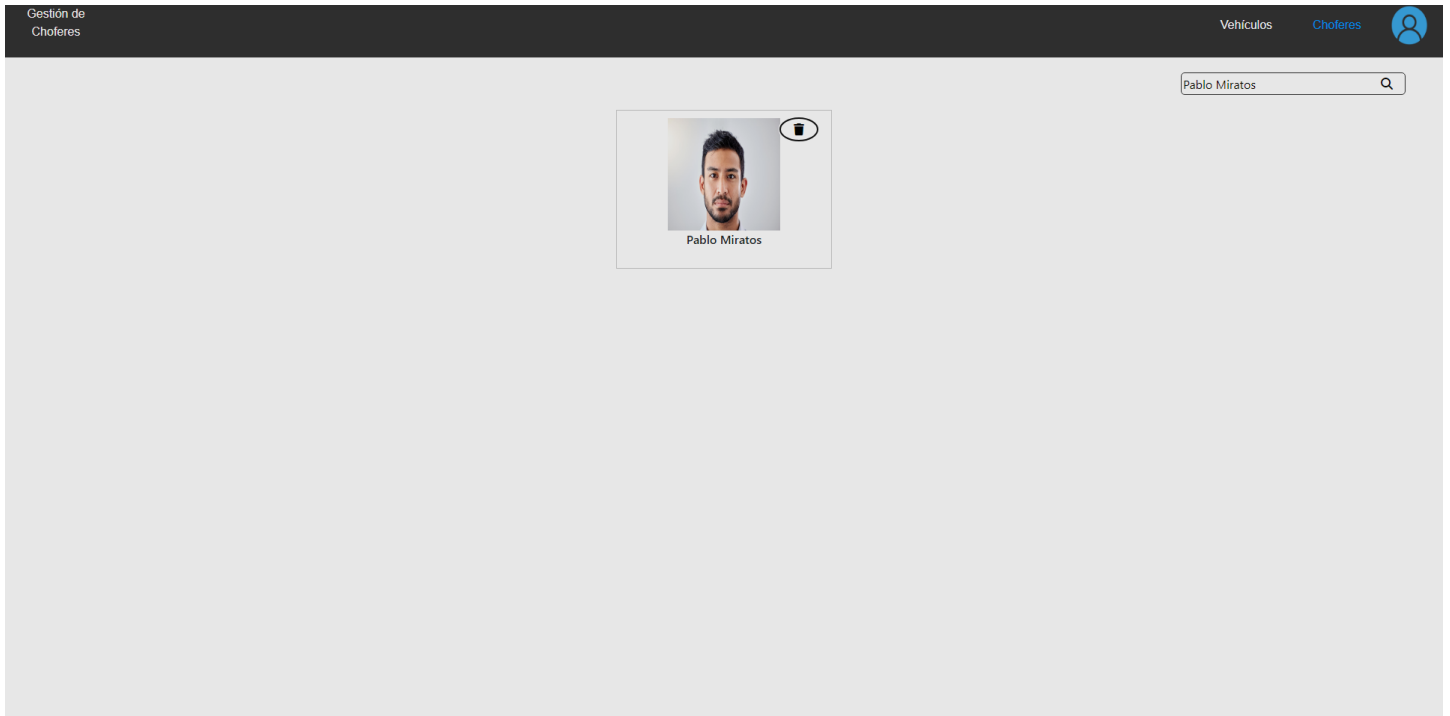 Gestión de
Choferes
Vehículos
Choferes
Pablo Miratos
Pablo Miratos